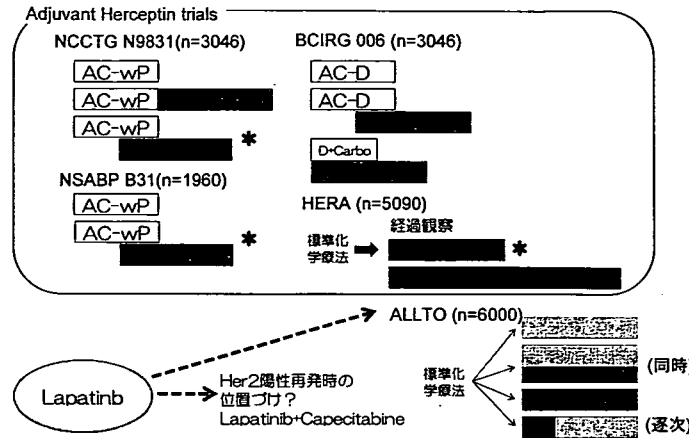 Adjuvant Herceptin trials
NCCTG N9831(n=3046)
AC-wP
AC-wP
AC-wP
*
NSABP B31(n=1960)
AC-wP
AC-wP
*
BCIRG 006 (n=3046)
AC-D
AC-D
D+Carbo
HERA (n=5090)
経過観察
標準化
学療法
*
ALLTO (n=6000)
標準化
学療法
(同時)
(逐次)
Lapatinb
Her2陽性再発時の
位置づけ?
Lapatinib+Capecitabine